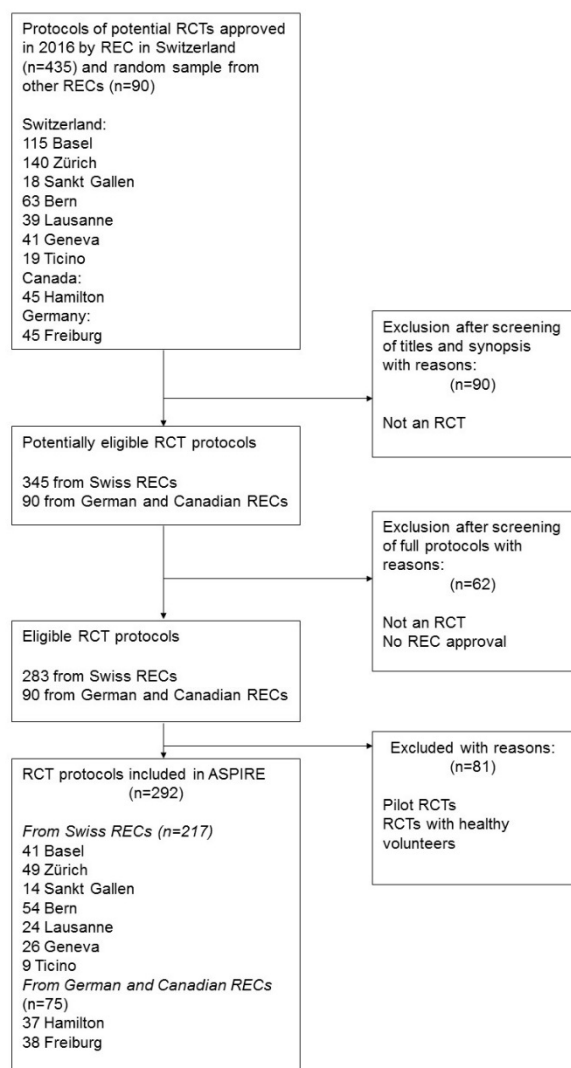 Protocols of potential RCTs approved
in 2016 by REC in Switzerland
(n=435) and random sample from
other RECs (n=90)
Switzerland:
115 Basel
140 Zürich
18 Sankt Gallen
63 Bern
39 Lausanne
41 Geneva
19 Ticino
Canada:
45 Hamilton
Germany:
45 Freiburg
Exclusion after screening
of titles and synopsis
with reasons:
(n=90)
Not an RCT
Potentially eligible RCT protocols
345 from Swiss RECs
90 from German and Canadian RECs
Exclusion after screening
of full protocols with
reasons:
(n=62)
Not an RCT
No REC approval
Eligible RCT protocols
283 from Swiss RECs
90 from German and Canadian RECs
Excluded with reasons:
(n=81)
Pilot RCTs
RCTs with healthy
volunteers
RCT protocols included in ASPIRE
(n=292)
From Swiss RECs (n=217)
41 Basel
49 Zürich
14 Sankt Gallen
54 Bern
24 Lausanne
26 Geneva
9 Ticino
From German and Canadian RECs
(n=75)
37 Hamilton
38 Freiburg